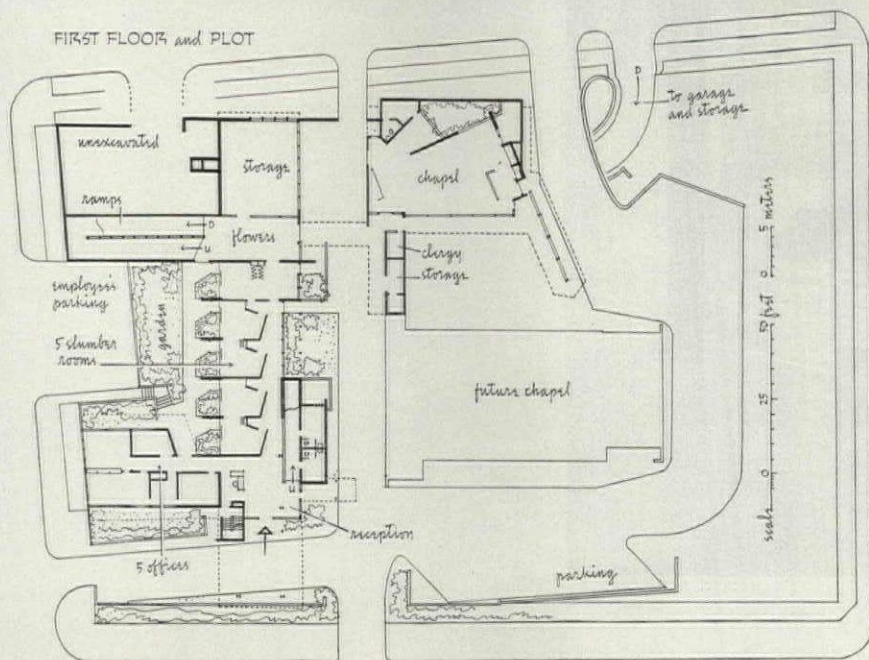 FIRST FLOOR and PLOT
D
to garage
and storage
unexcavated
storage
chapel
ramps
D
U
flowers
clergy
storage
employees'
parking
garden
5 slumber
rooms
future chapel
reception
5 offices
parking
scale 0 25 50 feet
0 5 meters